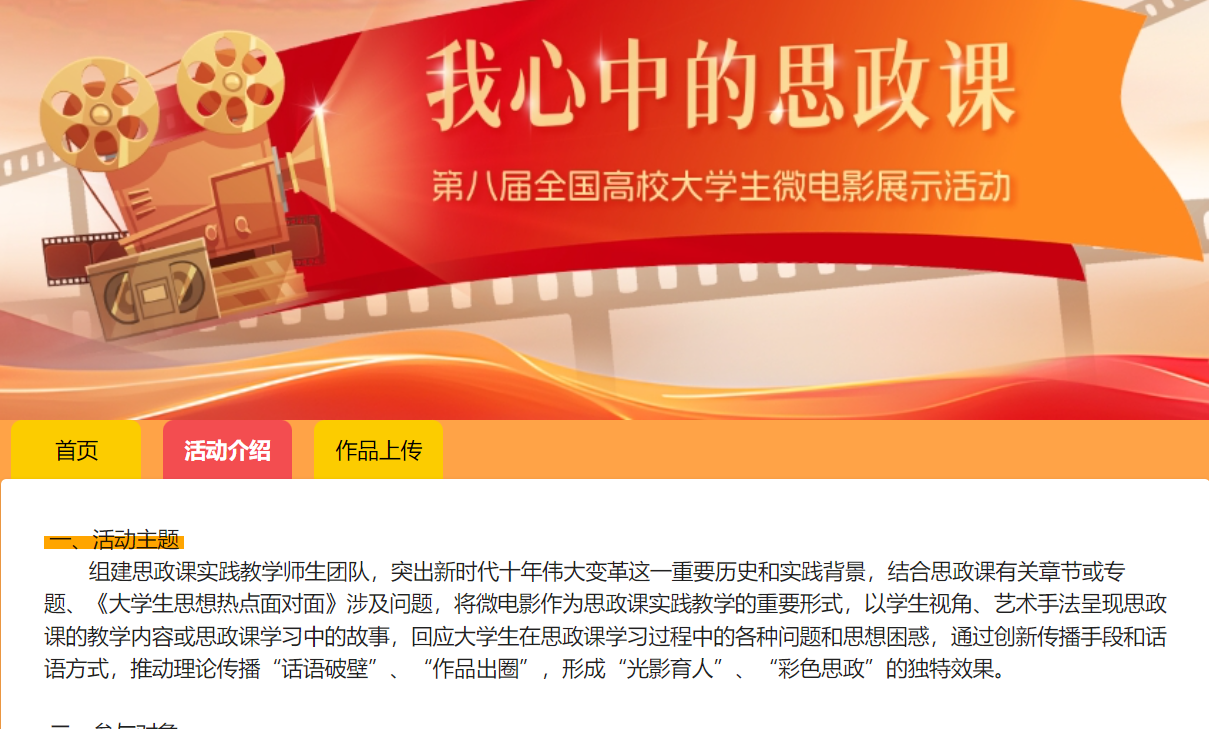 我心中的思政课
第八届全国高校大学生微电影展示活动
首页
活动介绍
作品上传
一、活动主题
组建思政课实践教学师生团队，突出新时代十年伟大变革这一重要历史和实践背景，结合思政课有关章节或专
题、《大学生思想热点面对面》涉及问题，将微电影作为思政课实践教学的重要形式，以学生视角、艺术手法呈现思政
课的教学内容或思政课学习中的故事，回应大学生在思政课学习过程中的各种问题和思想困惑，通过创新传播手段和话
语方式，推动理论传播“话语破壁”、“作品出圈”，形成“光影育人”、“彩色思政”的独特效果。